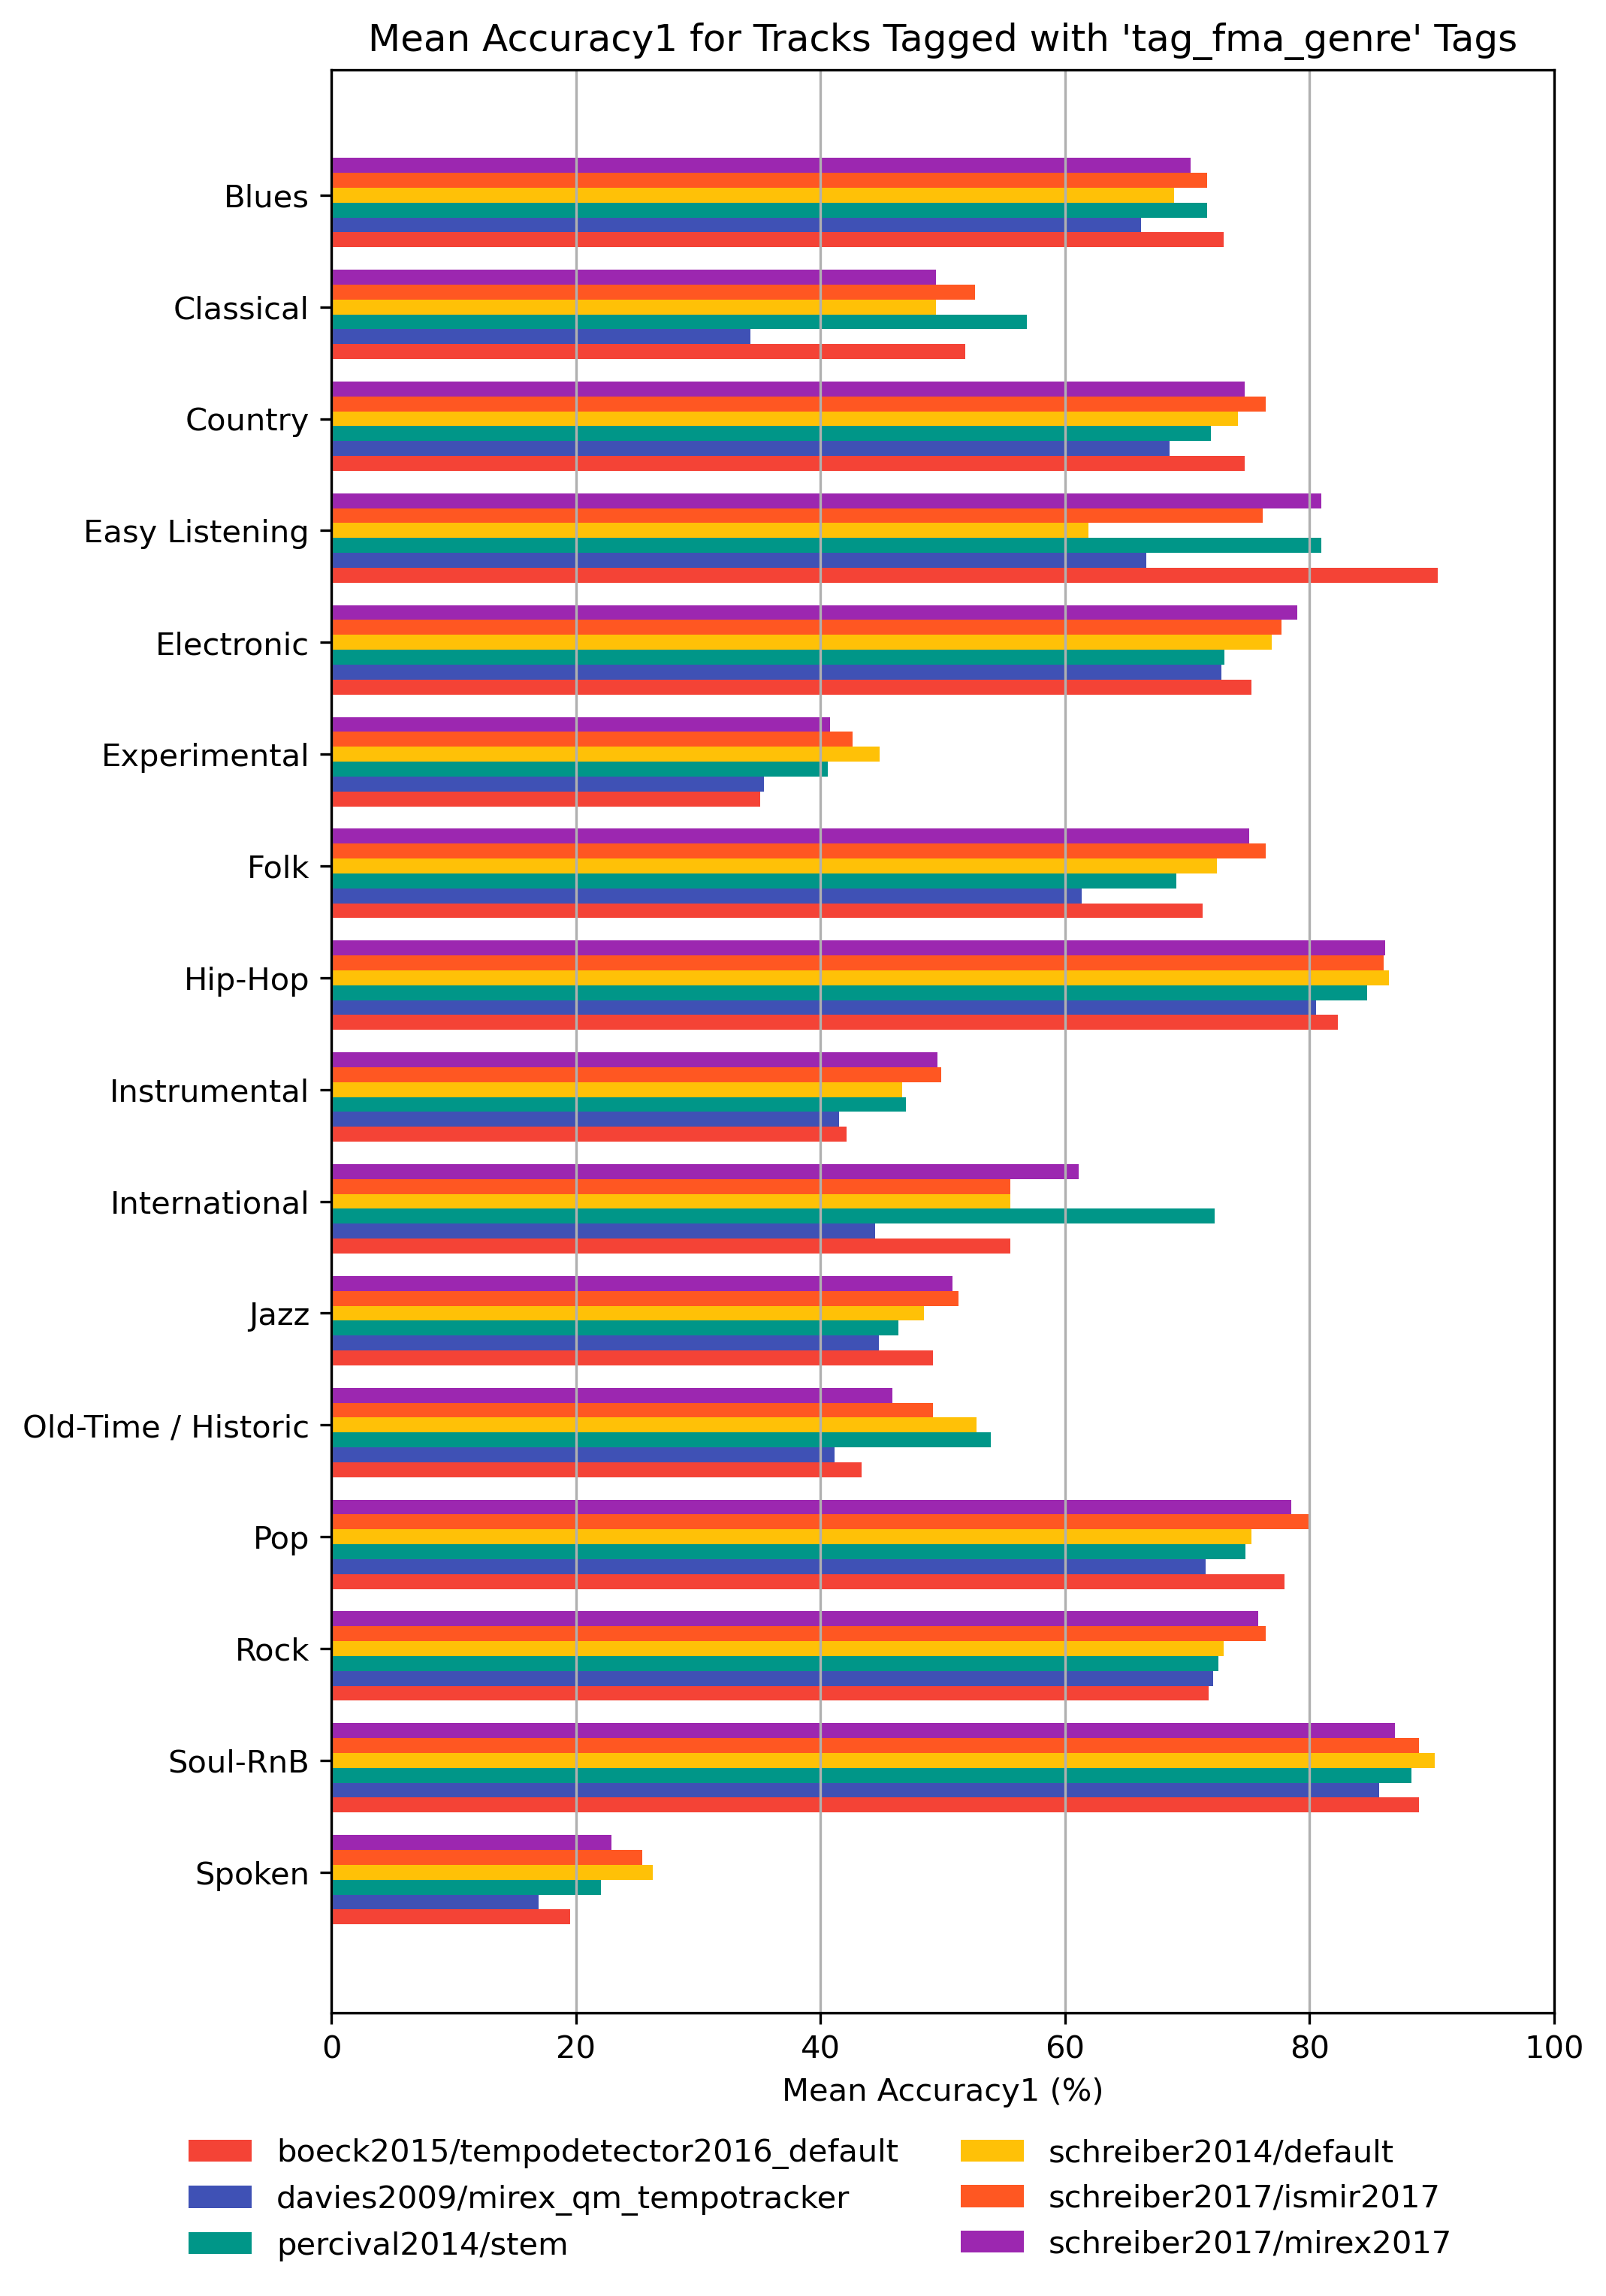 Mean Accuracy1 for Tracks Tagged with 'tag_fma_genre' Tags
Blues
Classical
Country
Easy Listening
Electronic
Experimental
Folk
Hip-Hop
Instrumental
International
Jazz
Old-Time / Historic
Pop
Rock
Soul-RnB
Spoken
0 20 40 60 80 100
Mean Accuracy1 (%)
boeck2015/tempodetector2016_default
davies2009/mirex_qm_tempotracker
percival2014/stem
schreiber2014/default
schreiber2017/ismir2017
schreiber2017/mirex2017